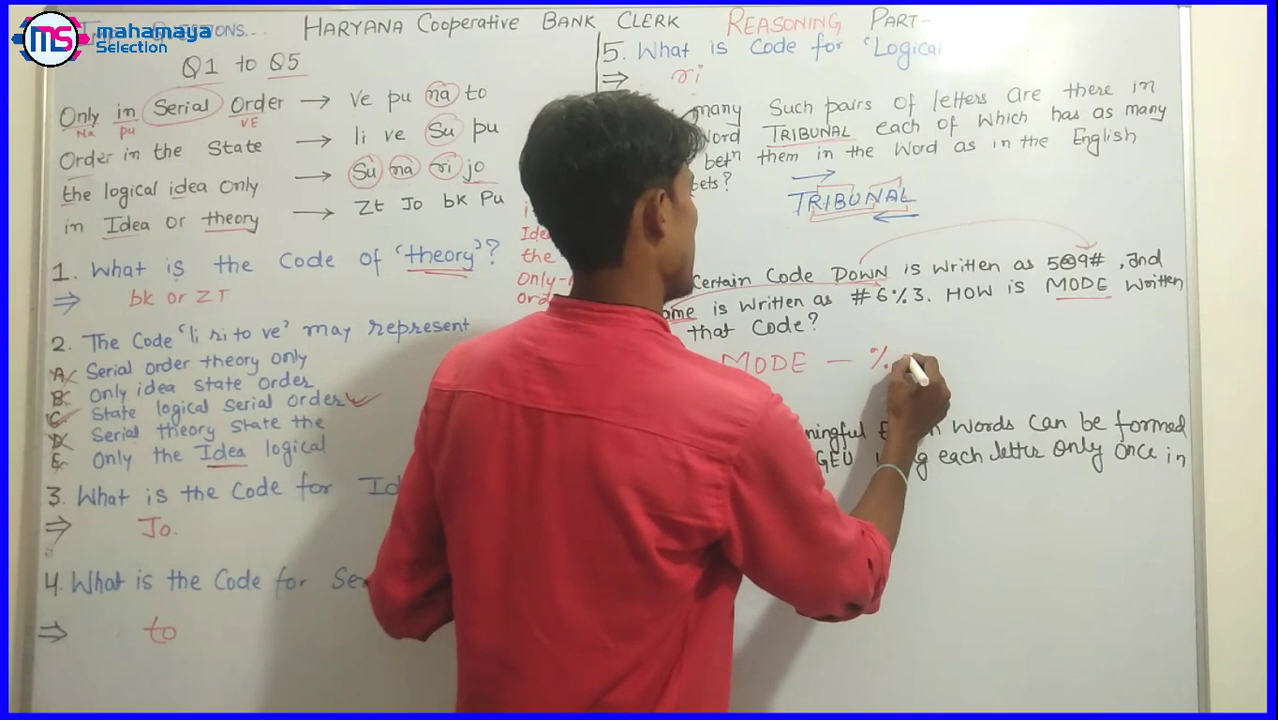 mahamaya
Selection
MS
HARYANA Cooperative BANK CLERK REASONING PART-
Q1 to Q5
Only in Serial Order → ve pu na to
Na pu VE
Order in the State → li ve Su pu
the logical idea Only → Su na ri jo
in Idea or theory → Zt Jo bk Pu
1. What is the Code of 'theory'?
⇒ bk or ZT
2. The Code 'li ri to ve' may represent
A. Serial order theory only
B. Only idea state order
C. State logical Serial Order
D. Serial theory State the
E. Only the Idea logical
3. What is the Code for
⇒ Jo.
4. What is the Code for
⇒ to
5. What is Code for 'Logical
⇒ ri
many Such pairs of letters are there in
TRIBUNAL each of which has as many
betn them in the Word as in the English
TRIBUNAL
the
Only-
Certain Code DOWN is written as 5@9#, And
is written as #6%3. HOW is MODE Written
that Code?
MODE – %
Words Can be formed
each letter Only Once in